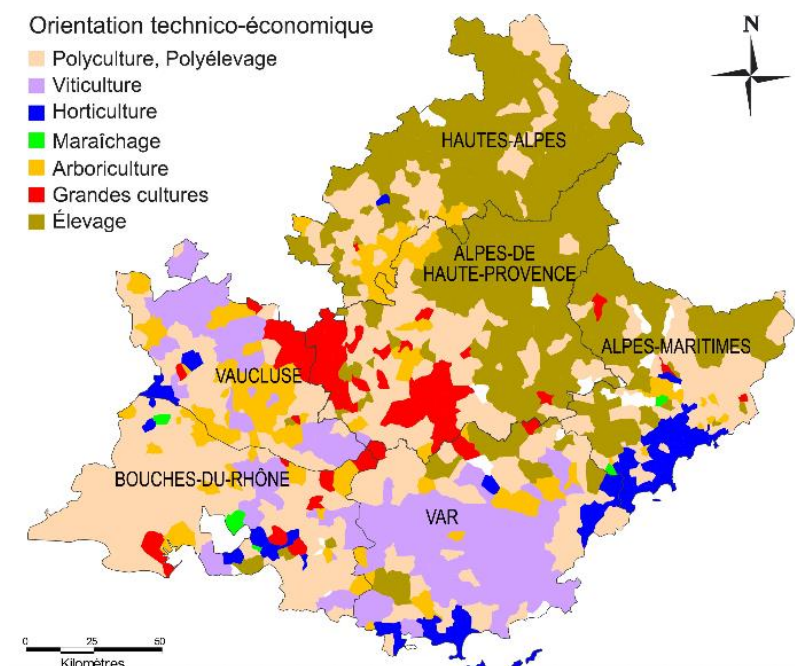 Orientation technico-économique
Polyculture, Polyélevage
Viticulture
Horticulture
Maraîchage
Arboriculture
Grandes cultures
Élevage
N
HAUTES-ALPES
ALPES-DE
HAUTE-PROVENCE
ALPES-MARITIMES
VAUCLUSE
BOUCHES-DU-RHÔNE
VAR
0 25 50
Kilomètres